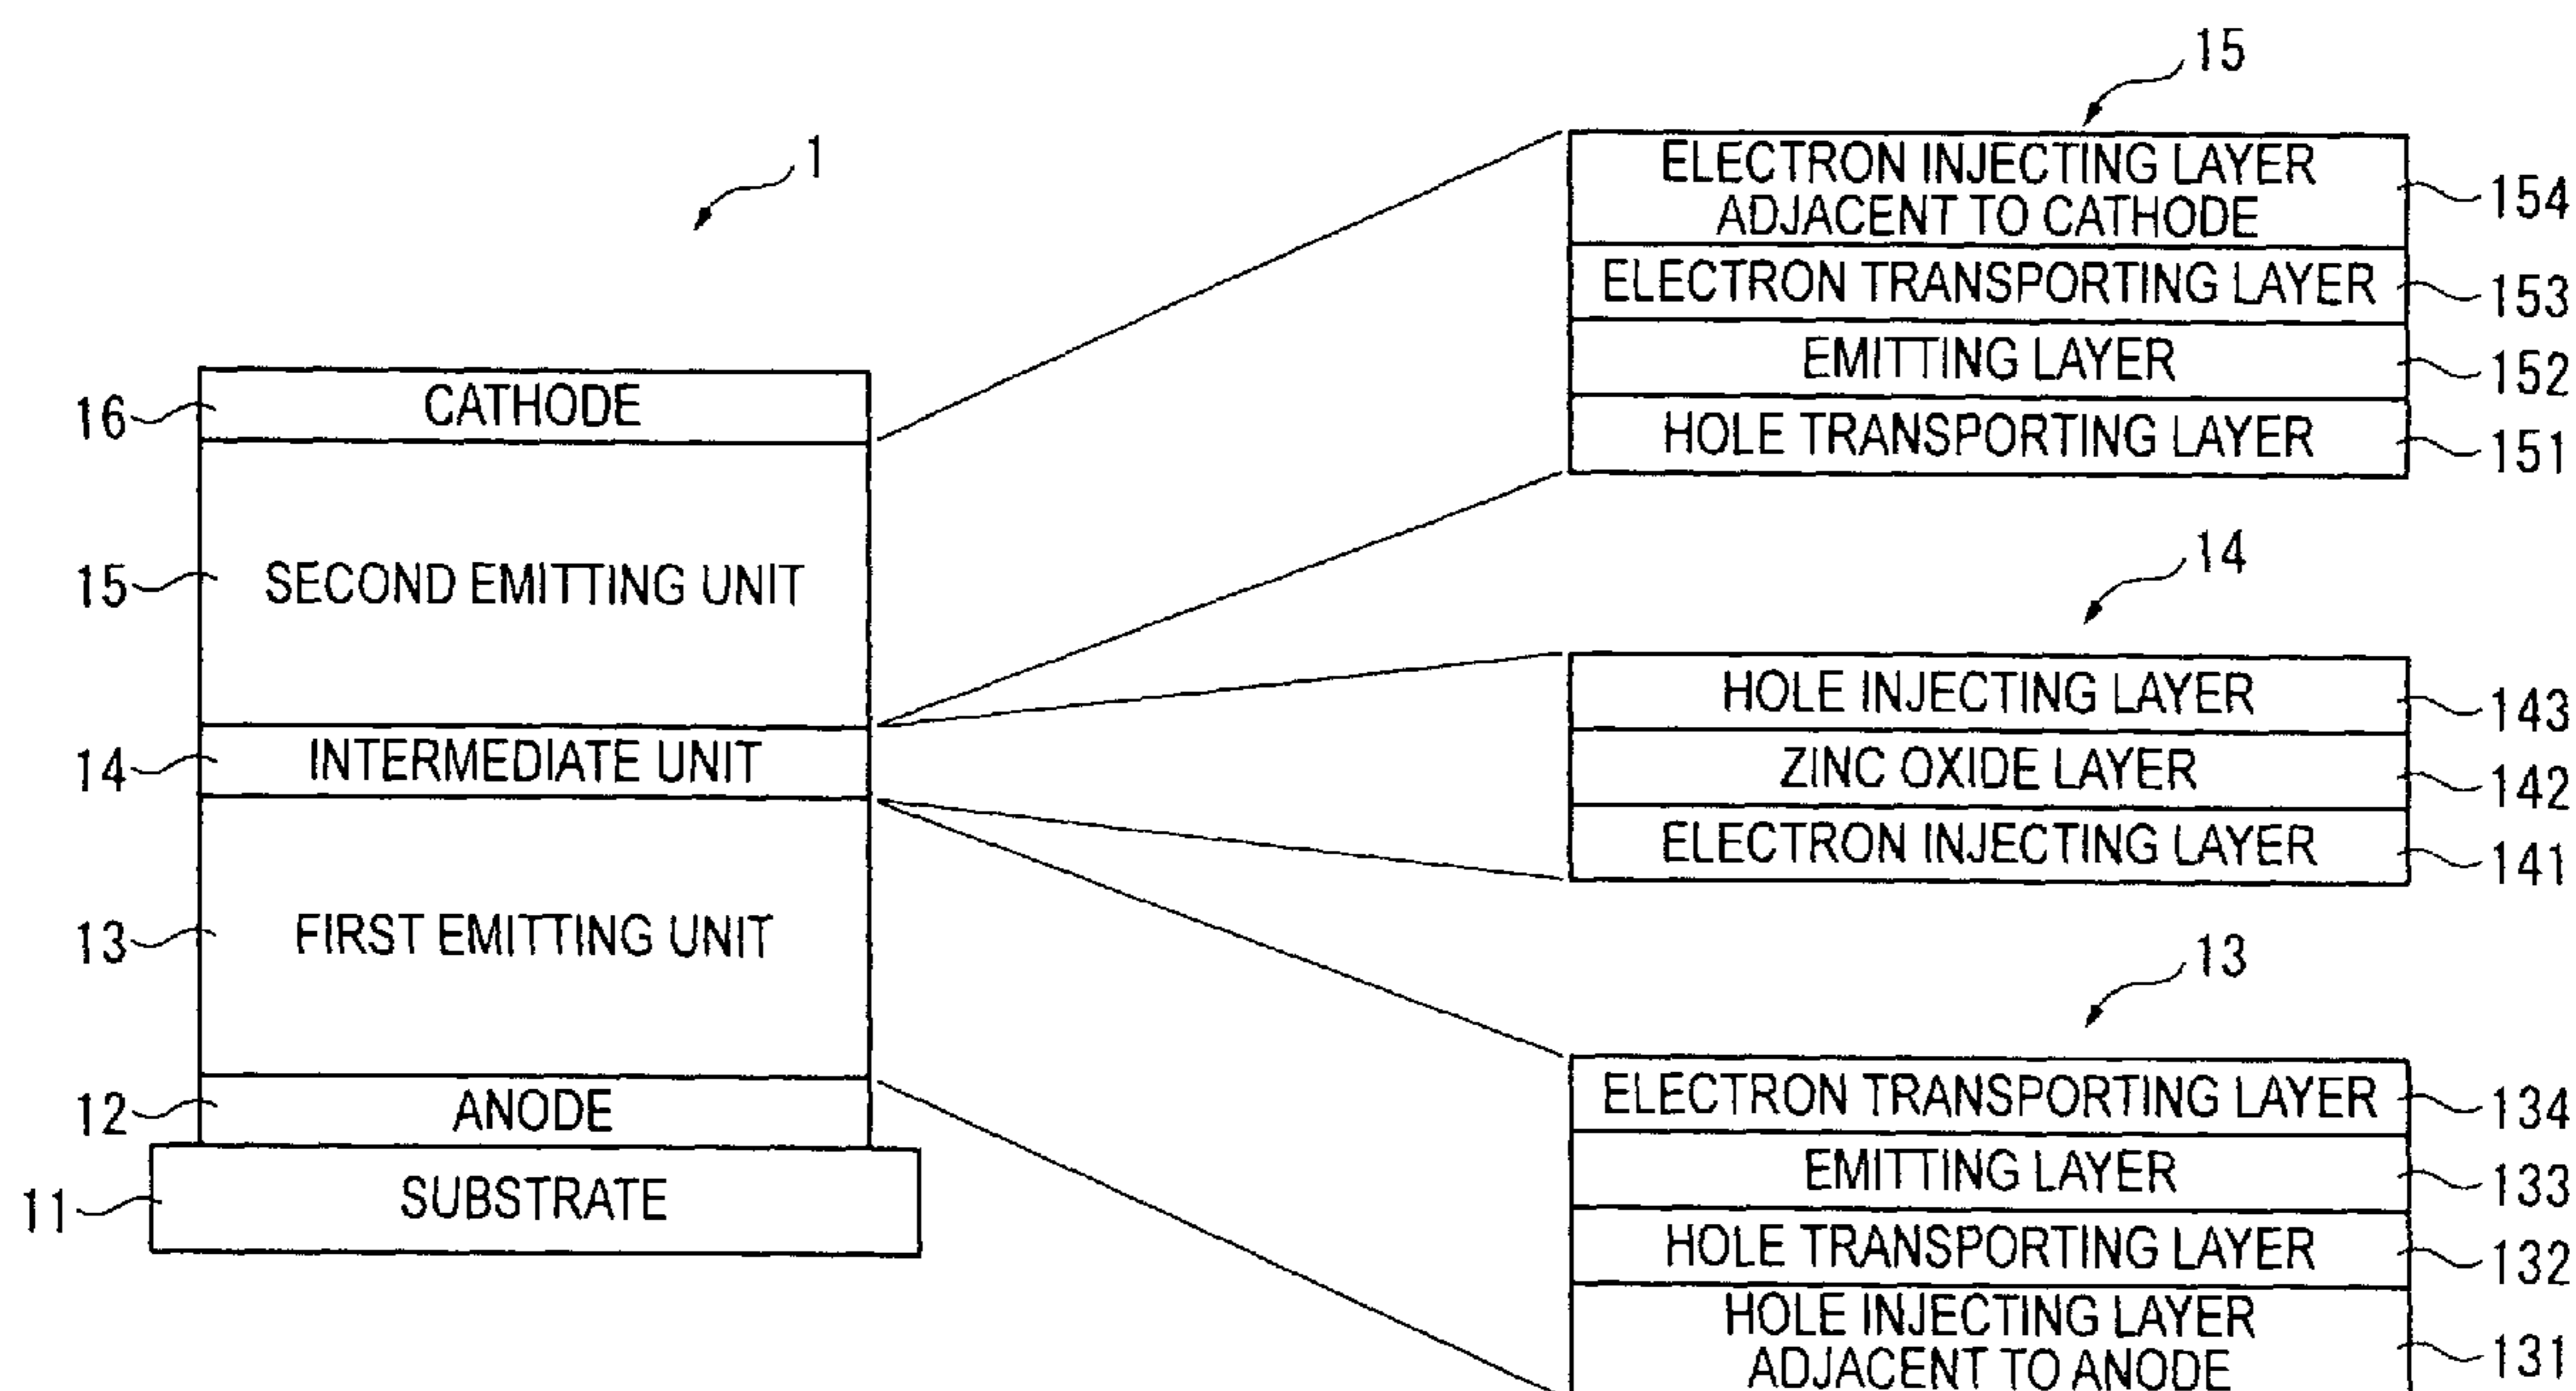 1
16 CATHODE
15 SECOND EMITTING UNIT
14 INTERMEDIATE UNIT
13 FIRST EMITTING UNIT
12 ANODE
11 SUBSTRATE
15
ELECTRON INJECTING LAYER
ADJACENT TO CATHODE 154
ELECTRON TRANSPORTING LAYER 153
EMITTING LAYER 152
HOLE TRANSPORTING LAYER 151
14
HOLE INJECTING LAYER 143
ZINC OXIDE LAYER 142
ELECTRON INJECTING LAYER 141
13
ELECTRON TRANSPORTING LAYER 134
EMITTING LAYER 133
HOLE TRANSPORTING LAYER 132
HOLE INJECTING LAYER
ADJACENT TO ANODE 131